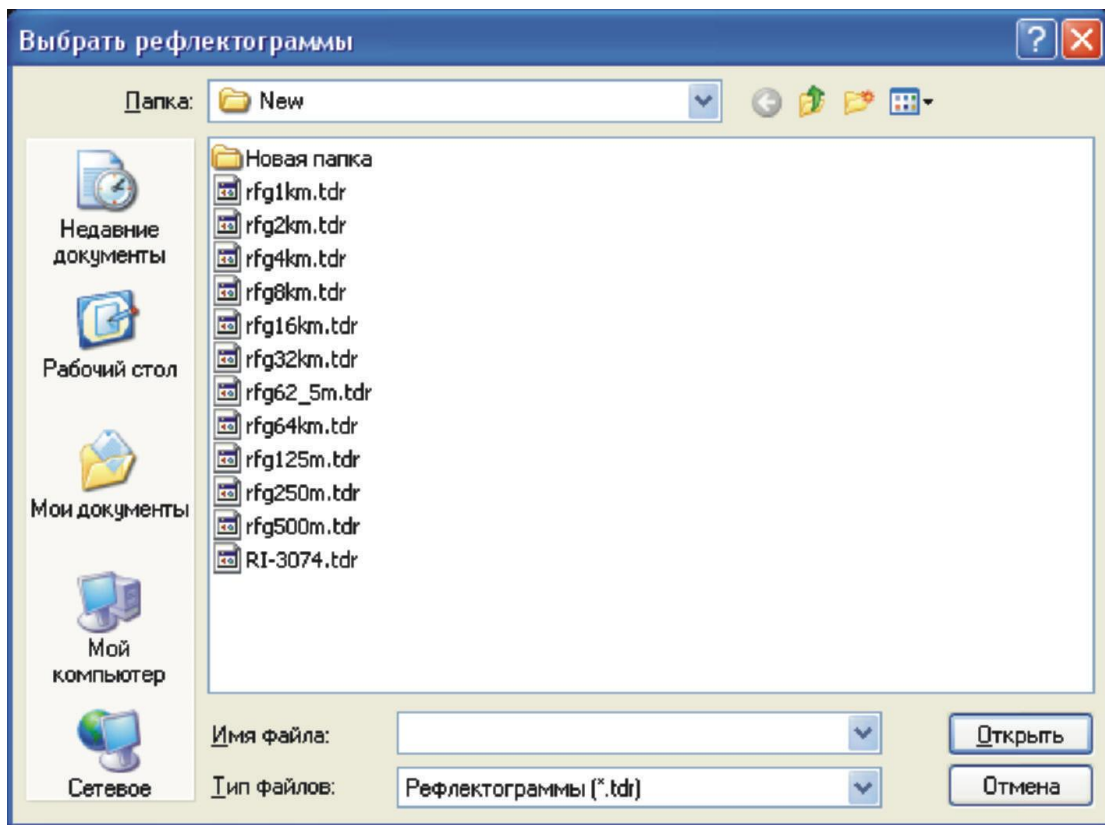 Выбрать рефлектограммы
Папка: New
Недавние
документы
Рабочий стол
Мои документы
Мой
компьютер
Сетевое
Новая папка
rfg1km.tdr
rfg2km.tdr
rfg4km.tdr
rfg8km.tdr
rfg16km.tdr
rfg32km.tdr
rfg62_5m.tdr
rfg64km.tdr
rfg125m.tdr
rfg250m.tdr
rfg500m.tdr
RI-3074.tdr
Имя файла:
Открыть
Тип файлов: Рефлектограммы (*.tdr)
Отмена